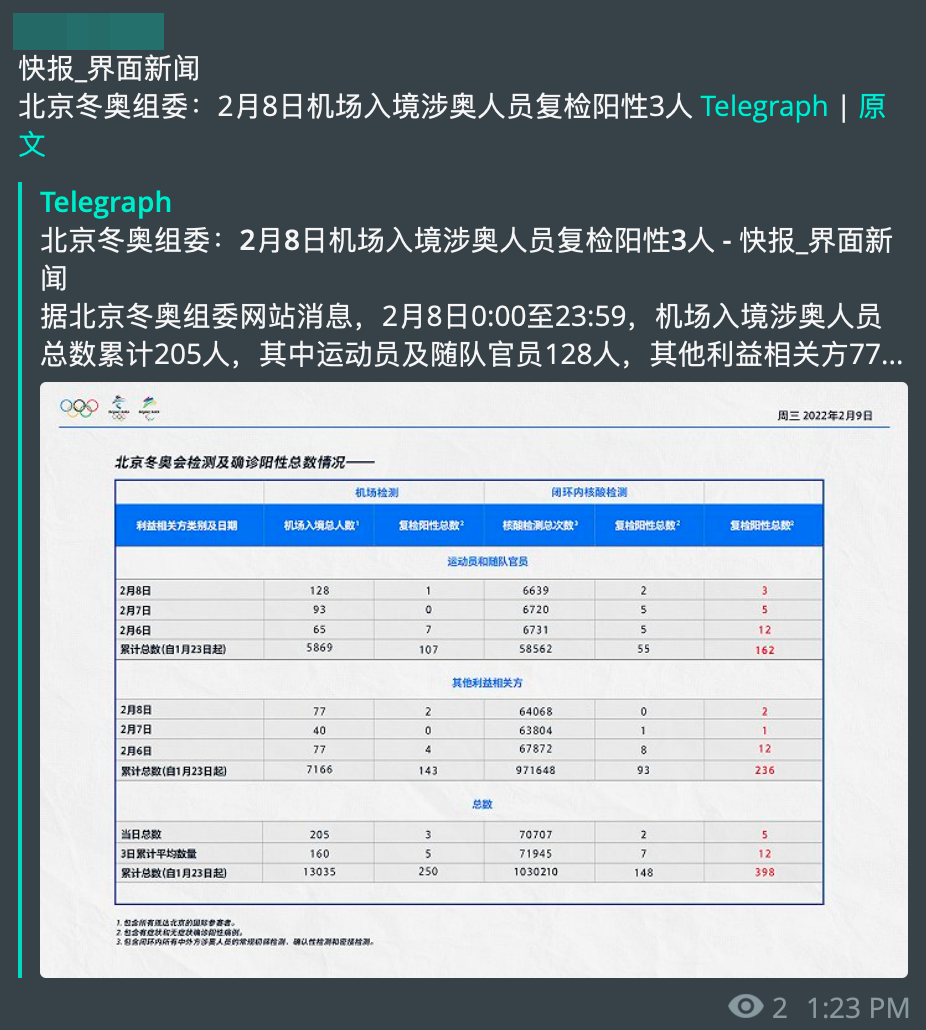 快报_界面新闻
北京冬奥组委：2月8日机场入境涉奥人员复检阳性3人 Telegraph | 原
文
Telegraph
北京冬奥组委：2月8日机场入境涉奥人员复检阳性3人 - 快报_界面新
闻
据北京冬奥组委网站消息，2月8日0:00至23:59，机场入境涉奥人员
总数累计205人，其中运动员及随队官员128人，其他利益相关方77...
周三 2022年2月9日
北京冬奥会检测及确诊阳性总数情况——
机场检测 闭环内核酸检测
利益相关方类别及日期 机场入境总人数¹ 复检阳性总数² 核酸检测总次数³ 复检阳性总数² 复检阳性总数²
运动员和随队官员
2月8日 128 1 6639 2 3
2月7日 93 0 6720 5 5
2月6日 65 7 6731 5 12
累计总数(自1月23日起) 5869 107 58562 55 162
其他利益相关方
2月8日 77 2 64068 0 2
2月7日 40 0 63804 1 1
2月6日 77 4 67872 8 12
累计总数(自1月23日起) 7166 143 971648 93 236
总数
当日总数 205 3 70707 2 5
3日累计平均数量 160 5 71945 7 12
累计总数(自1月23日起) 13035 250 1030210 148 398
1. 包含所有抵达北京的国际参赛者。
2. 包含有症状和无症状确诊阳性病例。
3. 包含闭环内所有中外方涉奥人员的常规初筛检测、确认性检测和密接检测。
2 1:23 PM